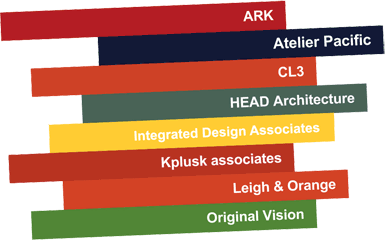 ARK
Atelier Pacific
CL3
HEAD Architecture
Integrated Design Associates
Kplusk associates
Leigh & Orange
Original Vision